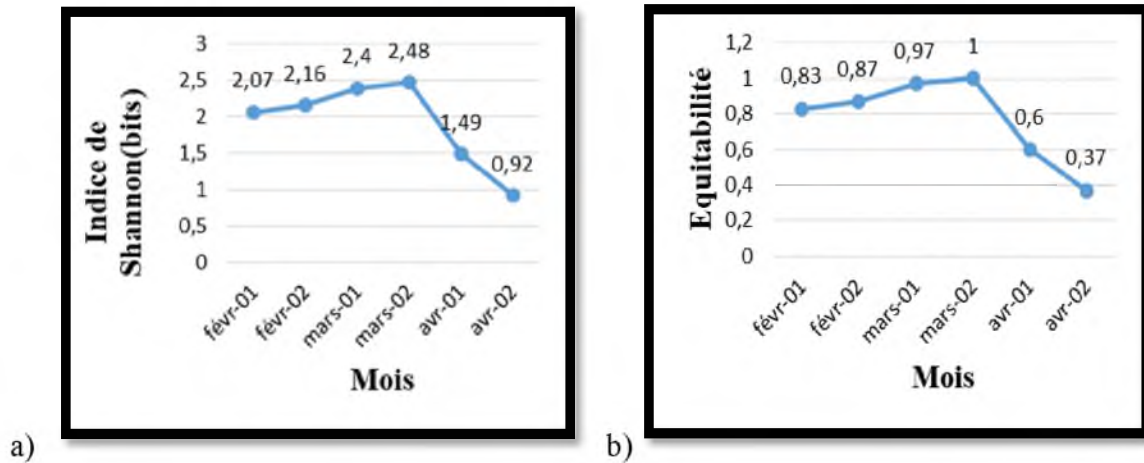 3
2,5
2
1,5
1
0,5
0
2,07
2,16
2,4
2,48
1,49
0,92
Indice de
Shannon(bits)
févr-01
févr-02
mars-01
mars-02
avr-01
avr-02
Mois
a)
1,2
1
0,8
0,6
0,4
0,2
0
0,83
0,87
0,97
1
0,6
0,37
Equitabilité
févr-01
févr-02
mars-01
mars-02
avr-01
avr-02
Mois
b)